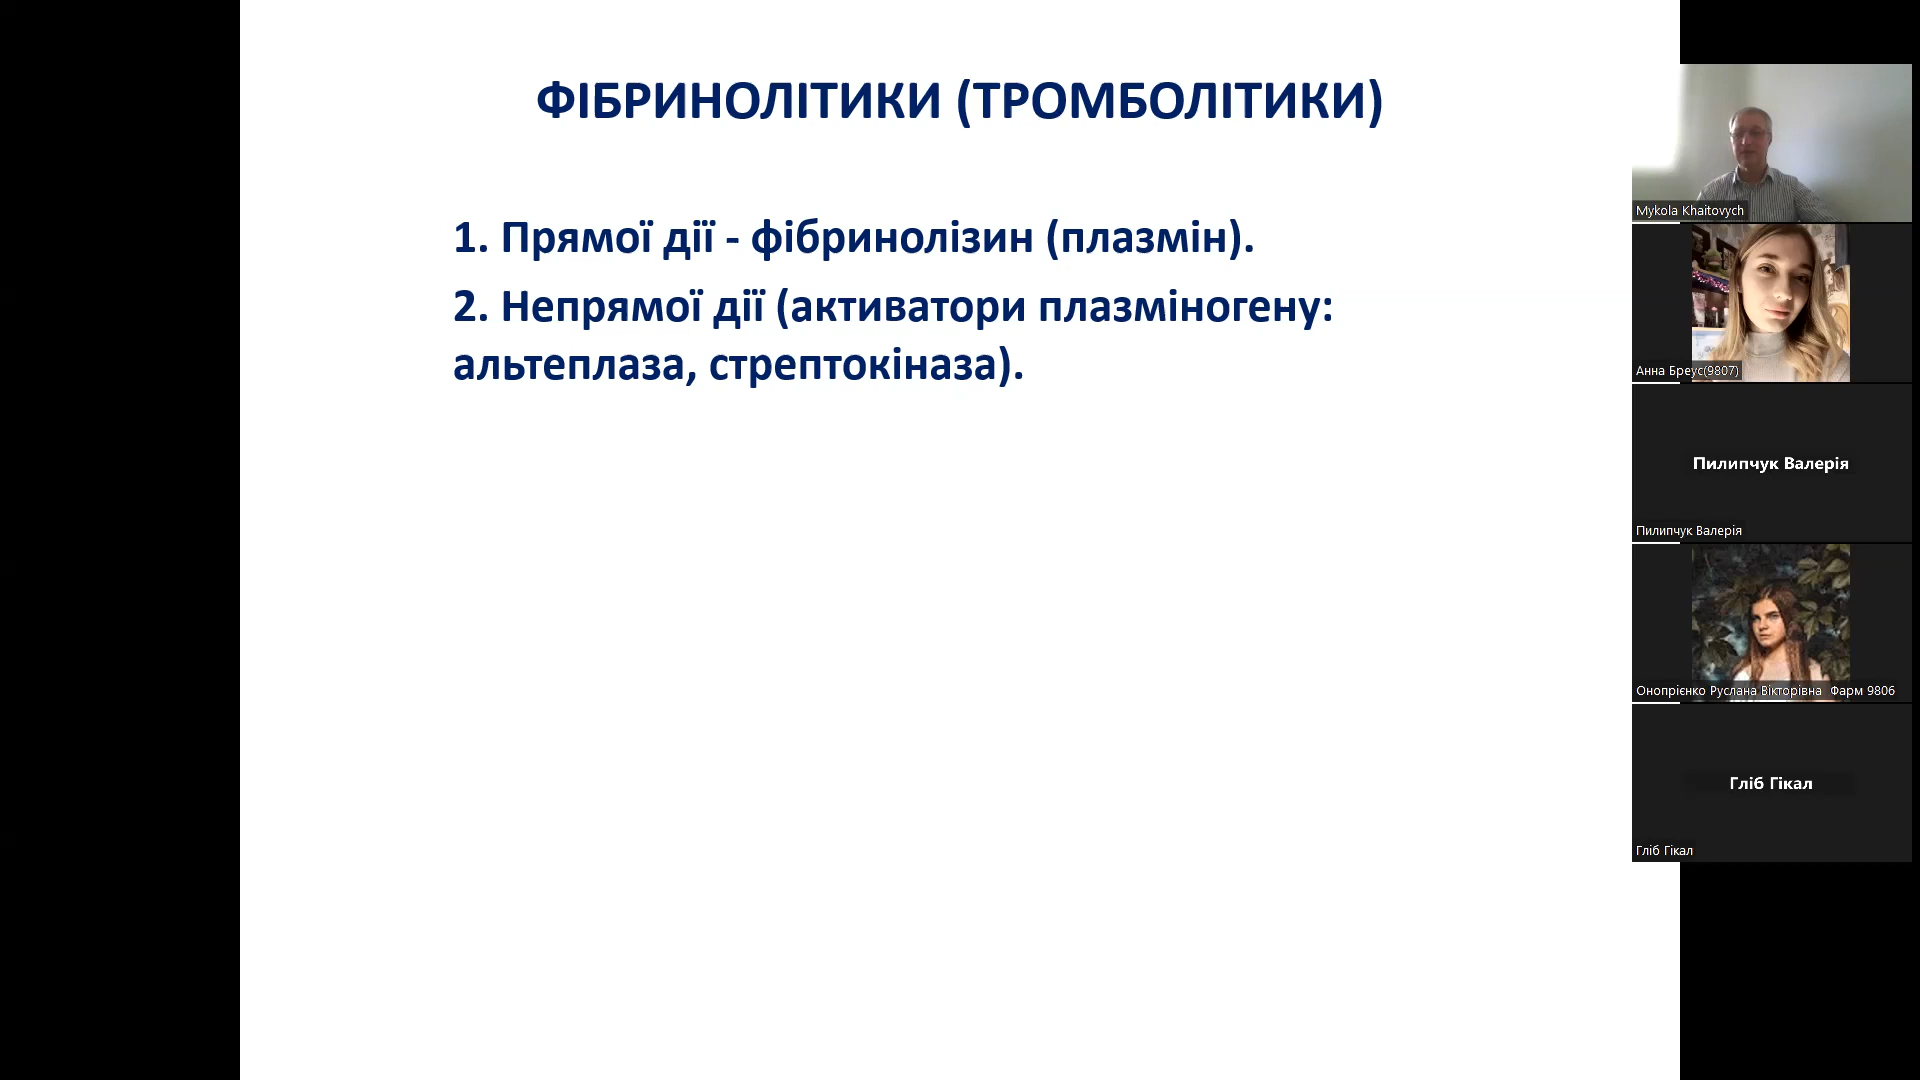 ФІБРИНОЛІТИКИ (ТРОМБОЛІТИКИ)
1. Прямої дії - фібринолізин (плазмін).
2. Непрямої дії (активатори плазміногену:
альтеплаза, стрептокіназа).
Mykola Khaitovych
Анна Бреус(9807)
Пилипчук Валерія
Пилипчук Валерія
Онопрієнко Руслана Вікторівна Фарм 9806
Гліб Гікал
Гліб Гікал